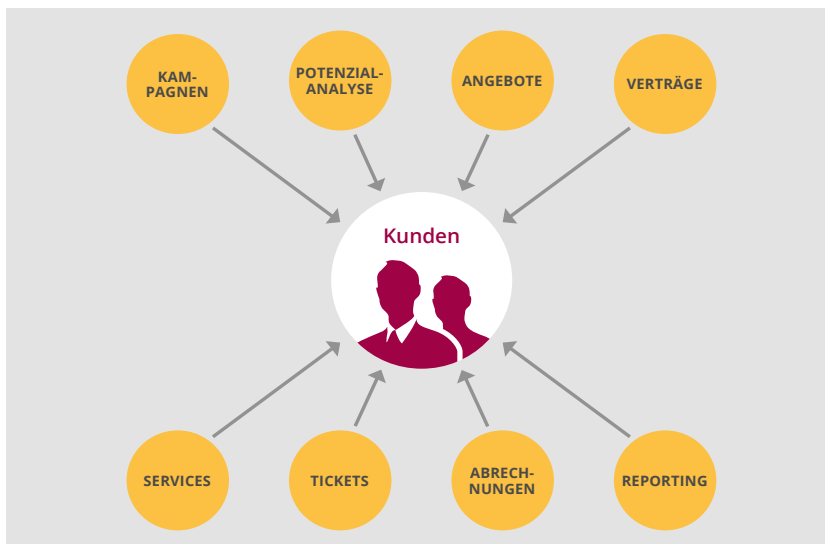 KAM-
PAGNEN
POTENZIAL-
ANALYSE
ANGEBOTE
VERTRÄGE
Kunden
SERVICES
TICKETS
ABRECH-
NUNGEN
REPORTING